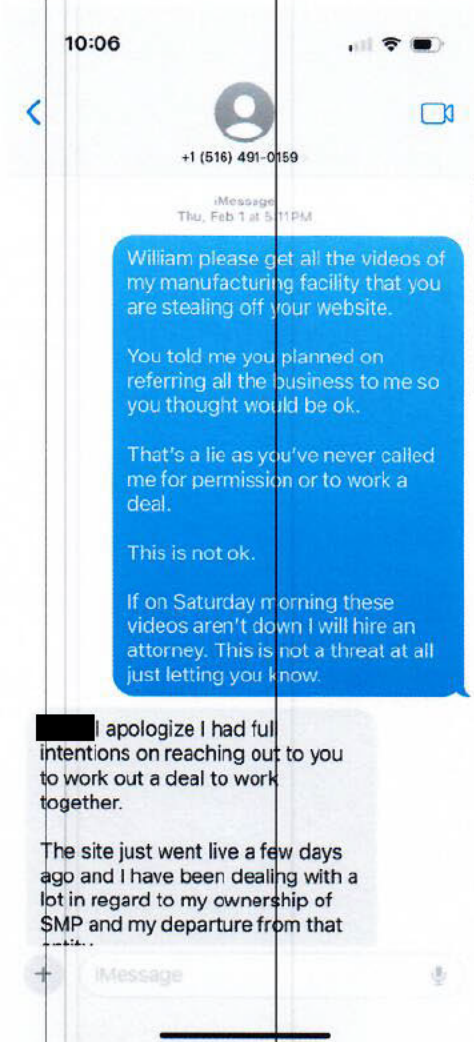 10:06
+1 (516) 491-0159
iMessage
Thu, Feb 1 at 5:11PM
William please get all the videos of
my manufacturing facility that you
are stealing off your website.
You told me you planned on
referring all the business to me so
you thought would be ok.
That's a lie as you've never called
me for permission or to work a
deal.
This is not ok.
If on Saturday morning these
videos aren't down I will hire an
attorney. This is not a threat at all
just letting you know.
I apologize I had full
intentions on reaching out to you
to work out a deal to work
together.
The site just went live a few days
ago and I have been dealing with a
lot in regard to my ownership of
SMP and my departure from that
iMessage